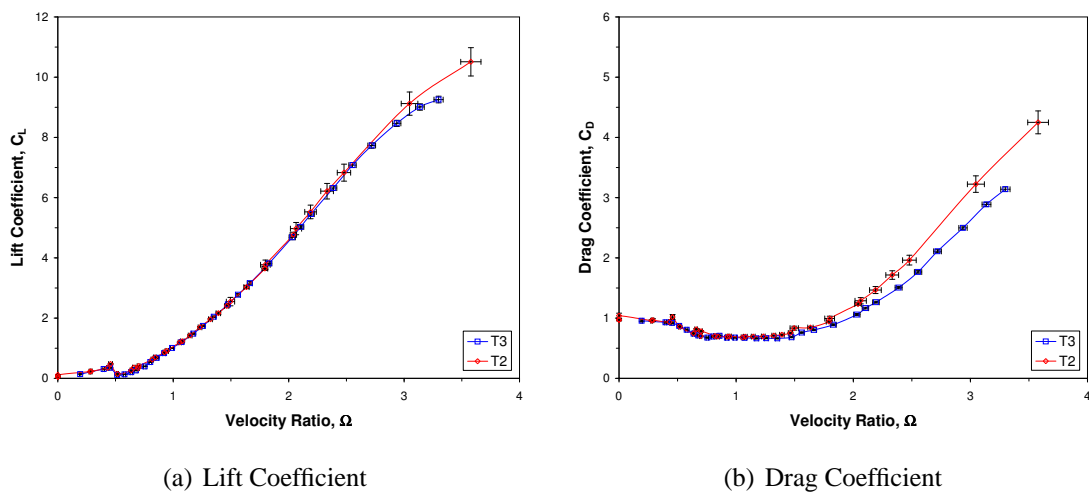 12
10
8
6
4
2
0
Lift Coefficient, C_L
0 1 2 3 4
Velocity Ratio, Ω
T3
T2
(a) Lift Coefficient
6
5
4
3
2
1
0
Drag Coefficient, C_D
0 1 2 3 4
Velocity Ratio, Ω
T3
T2
(b) Drag Coefficient